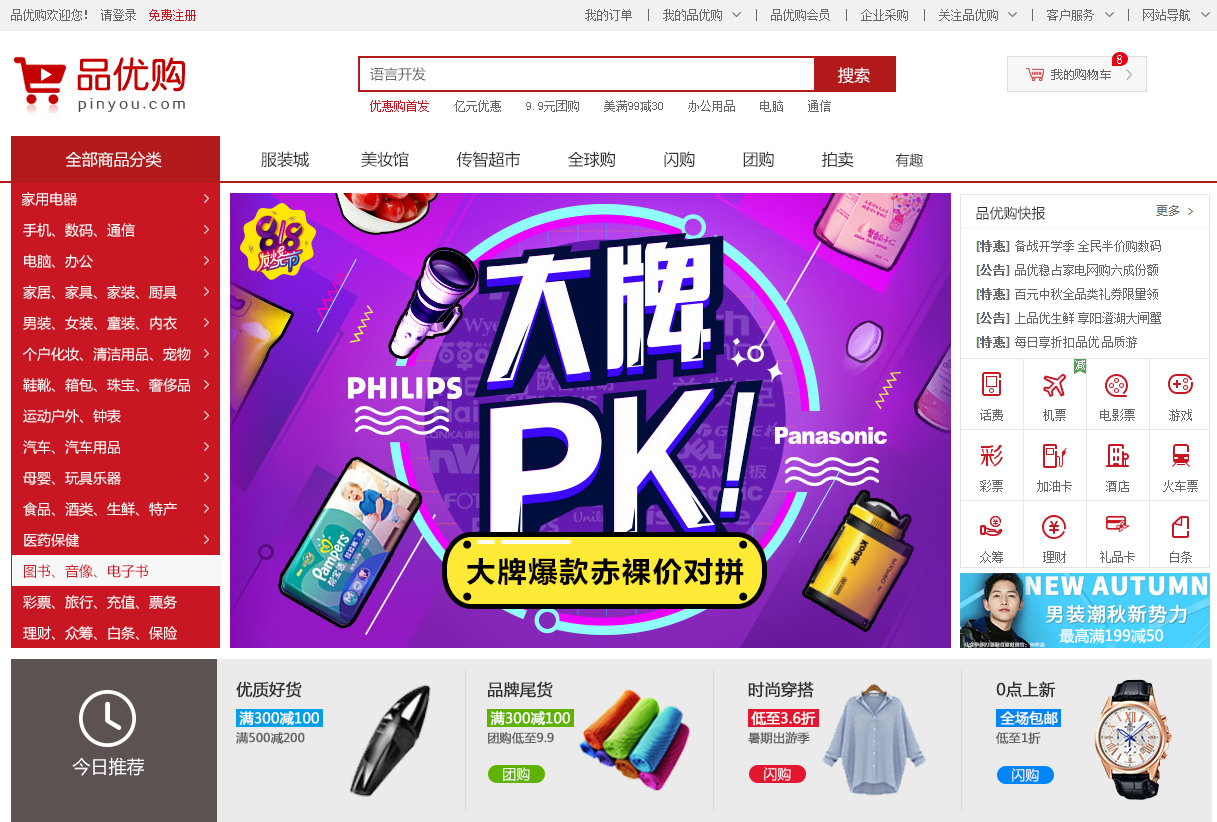 品优购欢迎您! 请登录 免费注册
我的订单 | 我的品优购 | 品优购会员 | 企业采购 | 关注品优购 | 客户服务 | 网站导航
品优购
pinyou.com
语言开发
搜索
8
我的购物车
优惠购首发 亿元优惠 9.9元团购 美满99减30 办公用品 电脑 通信
全部商品分类
服装城 美妆馆 传智超市 全球购 闪购 团购 拍卖 有趣
家用电器
手机、数码、通信
电脑、办公
家居、家具、家装、厨具
男装、女装、童装、内衣
个户化妆、清洁用品、宠物
鞋靴、箱包、珠宝、奢侈品
运动户外、钟表
汽车、汽车用品
母婴、玩具乐器
食品、酒类、生鲜、特产
医药保健
图书、音像、电子书
彩票、旅行、充值、票务
理财、众筹、白条、保险
818
大牌
PK!
PHILIPS
Panasonic
Pampers
Kodak
大牌爆款赤裸价对拼
品优购快报
更多
[特惠] 备战开学季 全民半价购数码
[公告] 品优稳占家电网购六成份额
[特惠] 百元中秋全品类礼券限量领
[公告] 上品优生鲜 享阳澄湖大闸蟹
[特惠] 每日享折扣品优品质游
减
话费 机票 电影票 游戏
彩
彩票 加油卡 酒店 火车票
众筹 理财 礼品卡 白条
NEW AUTUMN
男装潮秋新势力
最高满199减50
今日推荐
优质好货
满300减100
满500减200
品牌尾货
满300减100
团购低至9.9
团购
时尚穿搭
低至3.6折
暑期出游季
闪购
0点上新
全场包邮
低至1折
闪购